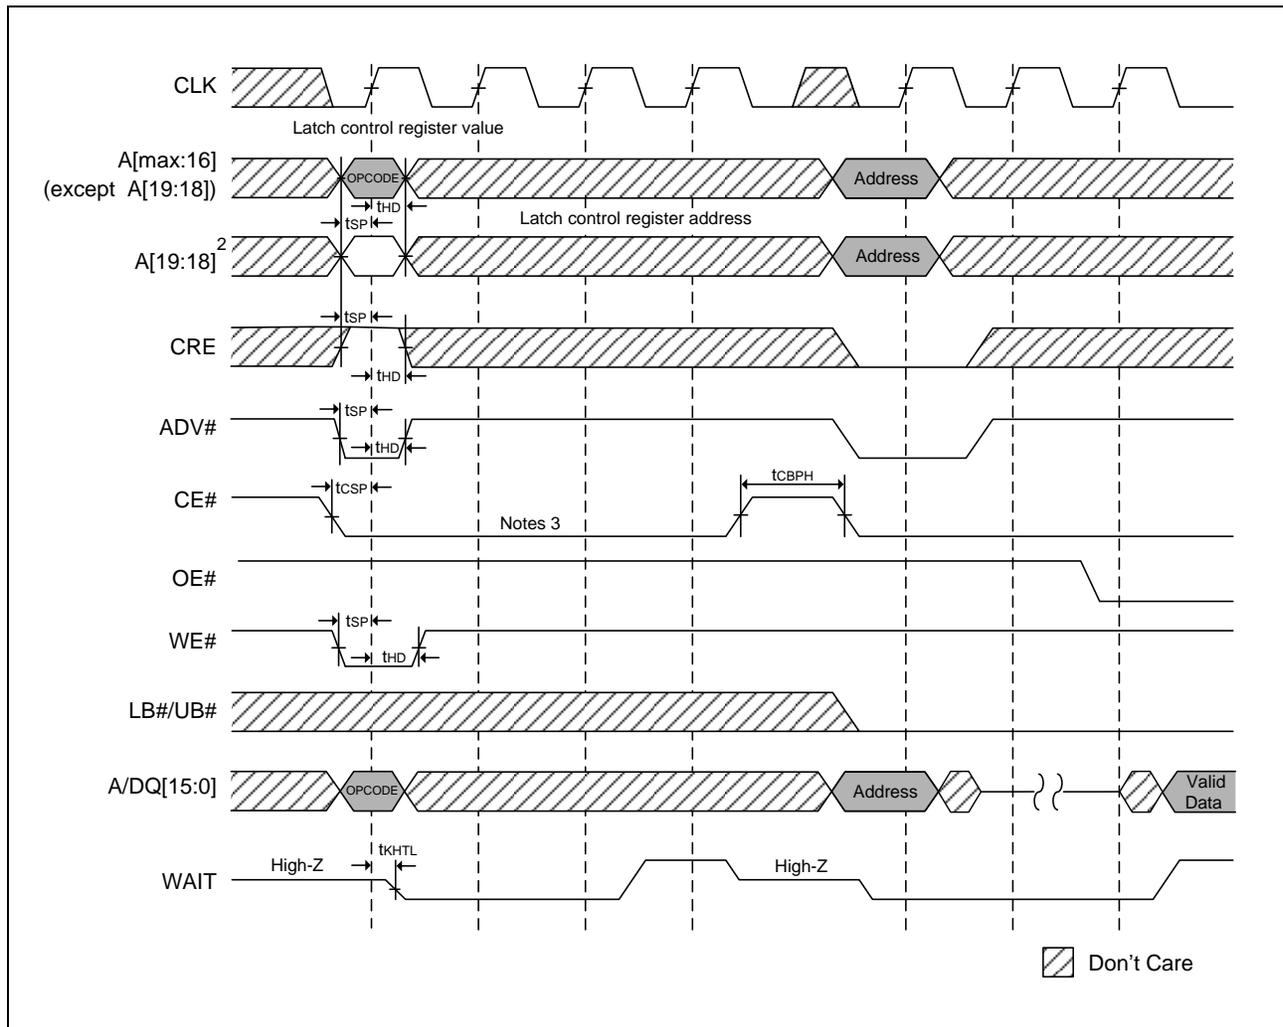 CLK
Latch control register value
A[max:16]
(except A[19:18])
OPCODE
Address
tHD
tSP
Latch control register address
A[19:18]2
Address
tSP
CRE
tHD
tSP
ADV#
tHD
tCSP
tCBPH
CE#
Notes 3
OE#
tSP
WE#
tHD
LB#/UB#
A/DQ[15:0]
OPCODE
Address
Valid
Data
tKHTL
High-Z
High-Z
WAIT
Don't Care